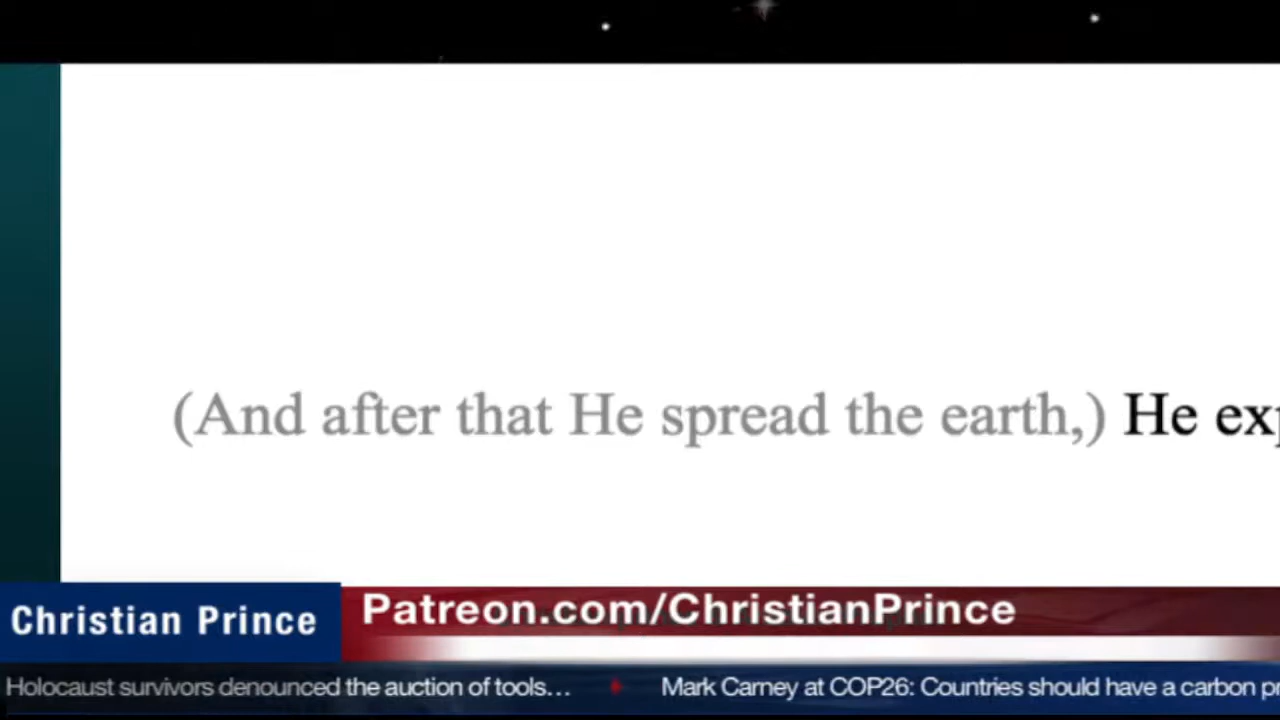 (And after that He spread the earth,) He
Christian Prince
Patreon.com/ChristianPrince
Holocaust survivors denounced the auction of tools… Mark Carney at COP26: Countries should have a carbon